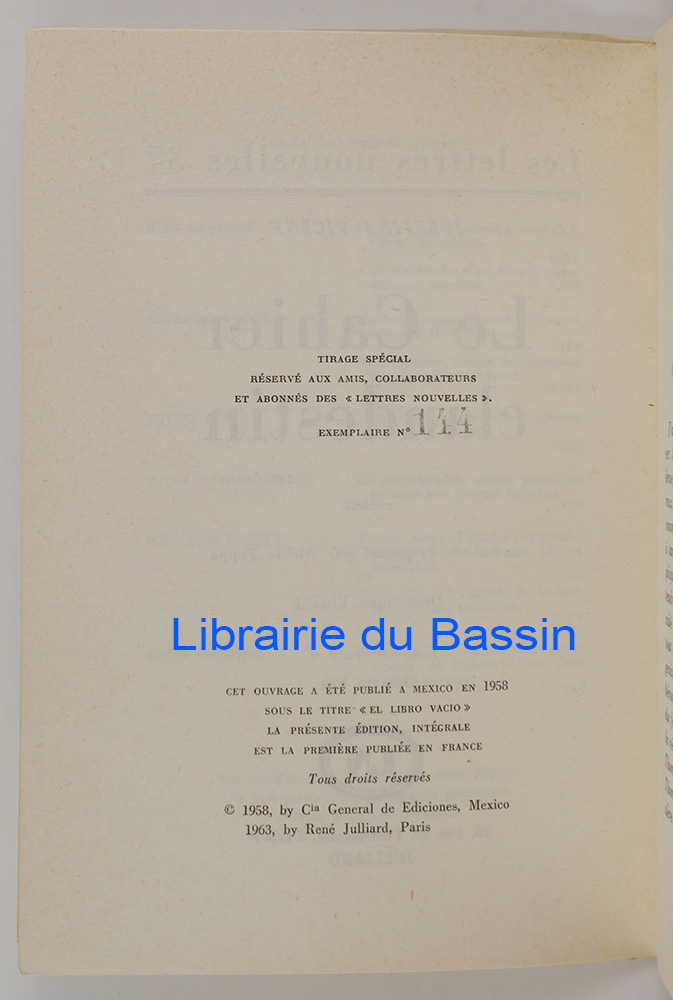 TIRAGE SPÉCIAL
RÉSERVÉ AUX AMIS, COLLABORATEURS
ET ABONNÉS DES « LETTRES NOUVELLES ».
EXEMPLAIRE N° 144
Librairie du Bassin
CET OUVRAGE A ÉTÉ PUBLIÉ A MEXICO EN 1958
SOUS LE TITRE « EL LIBRO VACIO »
LA PRÉSENTE ÉDITION, INTÉGRALE
EST LA PREMIÈRE PUBLIÉE EN FRANCE
Tous droits réservés
© 1958, by Cia General de Ediciones, Mexico
1963, by René Julliard, Paris